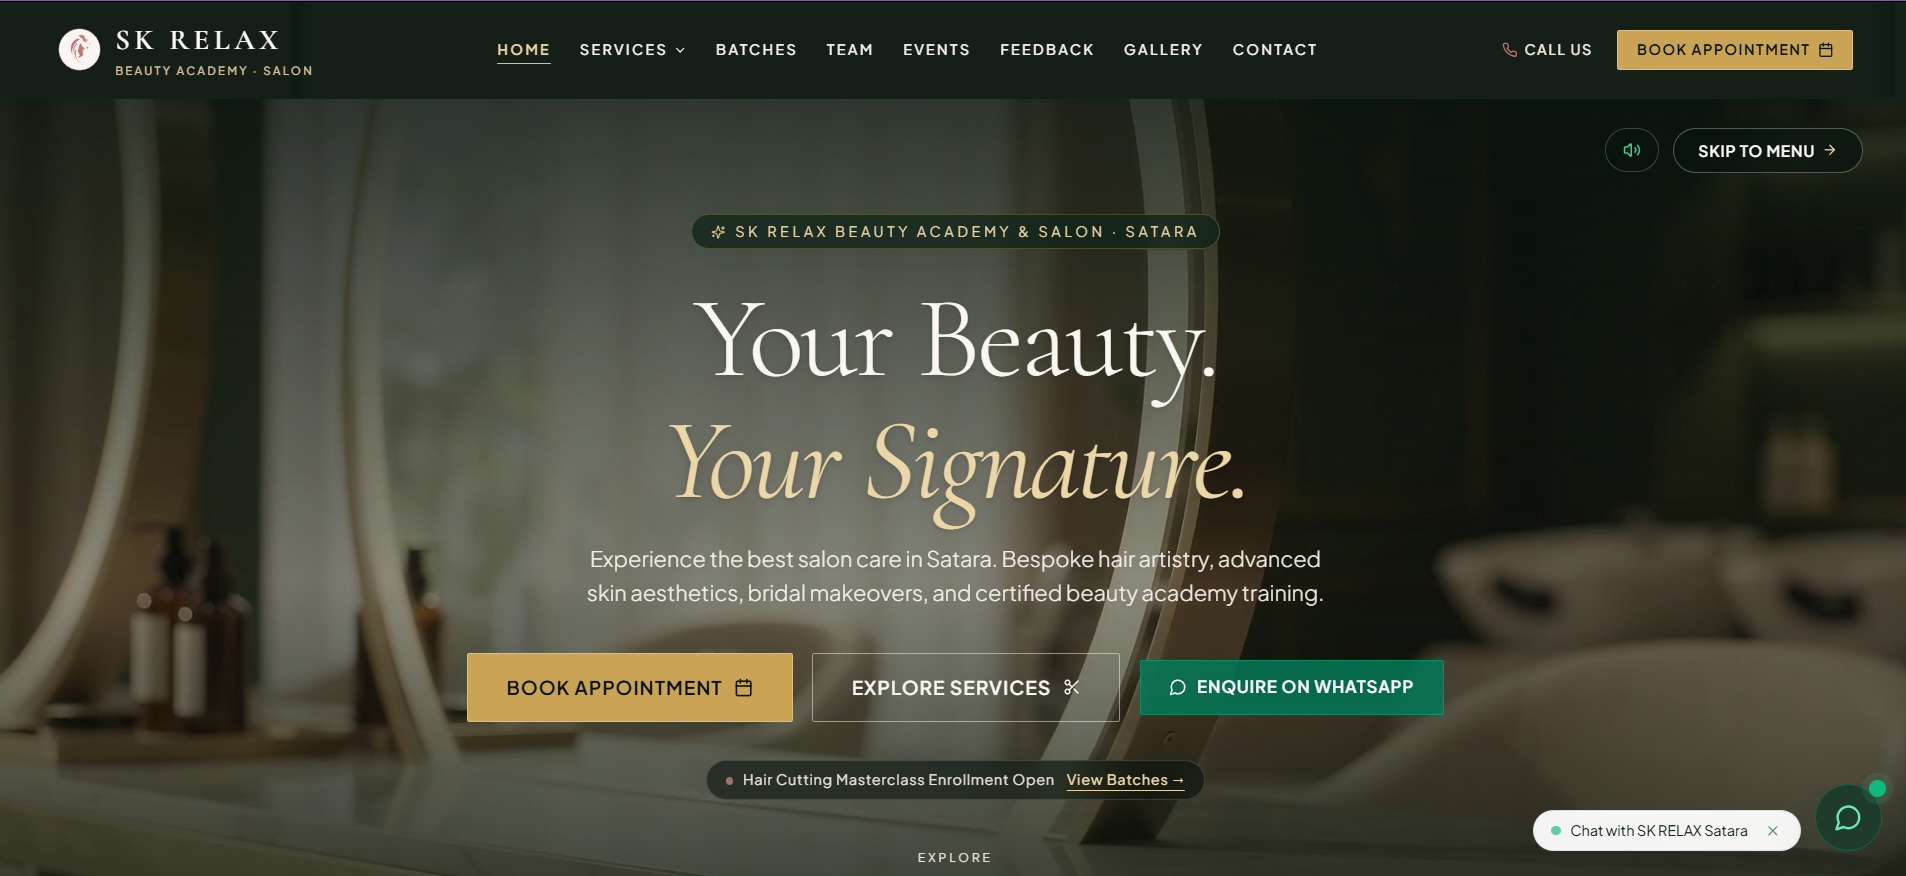 SK RELAX
BEAUTY ACADEMY · SALON
HOME
SERVICES
BATCHES
TEAM
EVENTS
FEEDBACK
GALLERY
CONTACT
CALL US
BOOK APPOINTMENT
SKIP TO MENU →
SK RELAX BEAUTY ACADEMY & SALON · SATARA
Your Beauty.
Your Signature.
Experience the best salon care in Satara. Bespoke hair artistry, advanced
skin aesthetics, bridal makeovers, and certified beauty academy training.
BOOK APPOINTMENT
EXPLORE SERVICES
ENQUIRE ON WHATSAPP
Hair Cutting Masterclass Enrollment Open View Batches →
Chat with SK RELAX Satara
EXPLORE